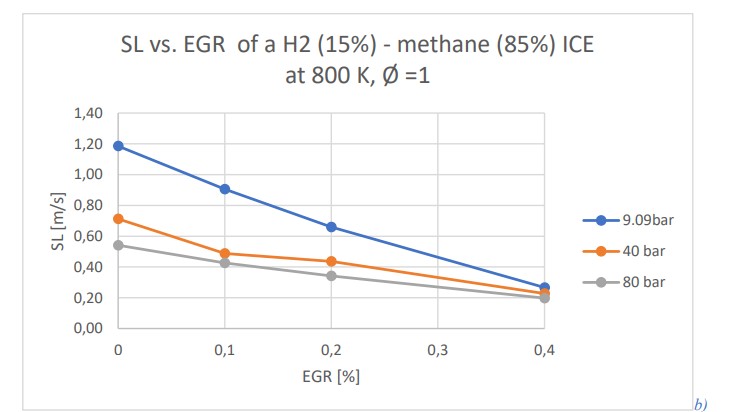 SL vs. EGR of a H2 (15%) - methane (85%) ICE
at 800 K, Ø =1
1,40
1,20
1,00
0,80
0,60
0,40
0,20
0,00
SL [m/s]
0 0,1 0,2 0,3 0,4
EGR [%]
9.09bar
40 bar
80 bar
b)